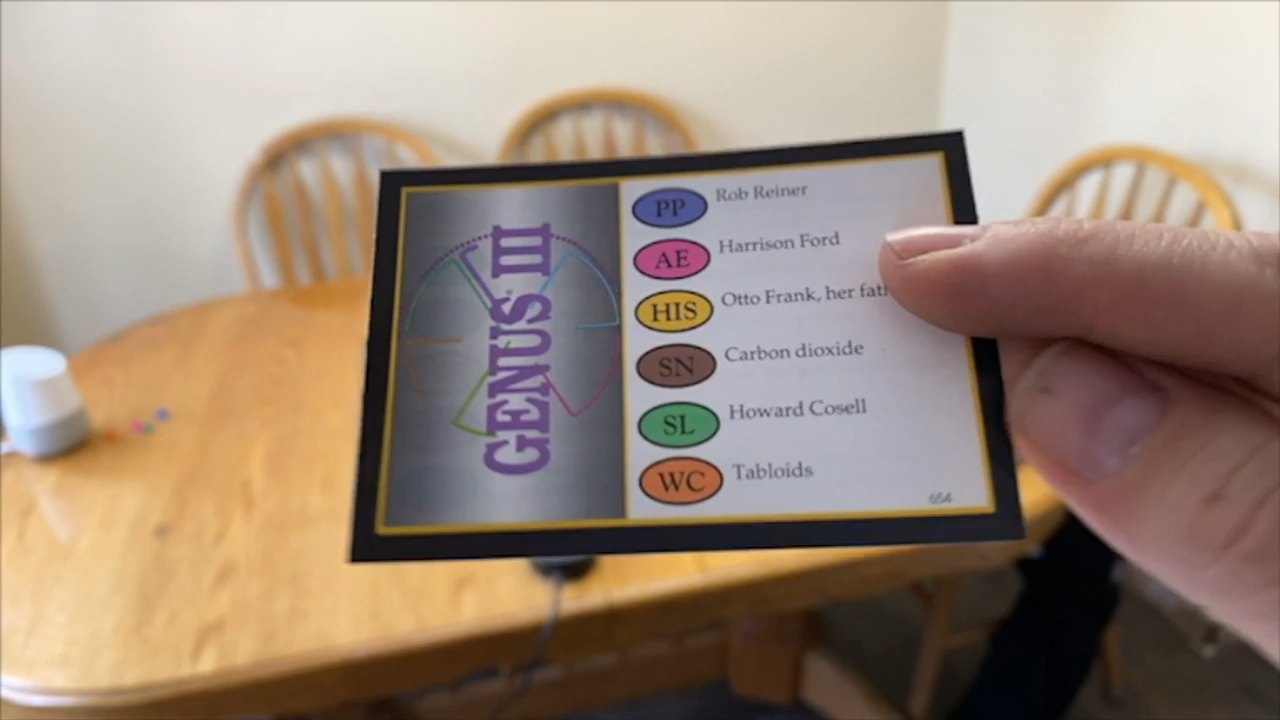 GENUS III
PP Rob Reiner
AE Harrison Ford
HIS Otto Frank, her
SN Carbon dioxide
SL Howard Cosell
WC Tabloids